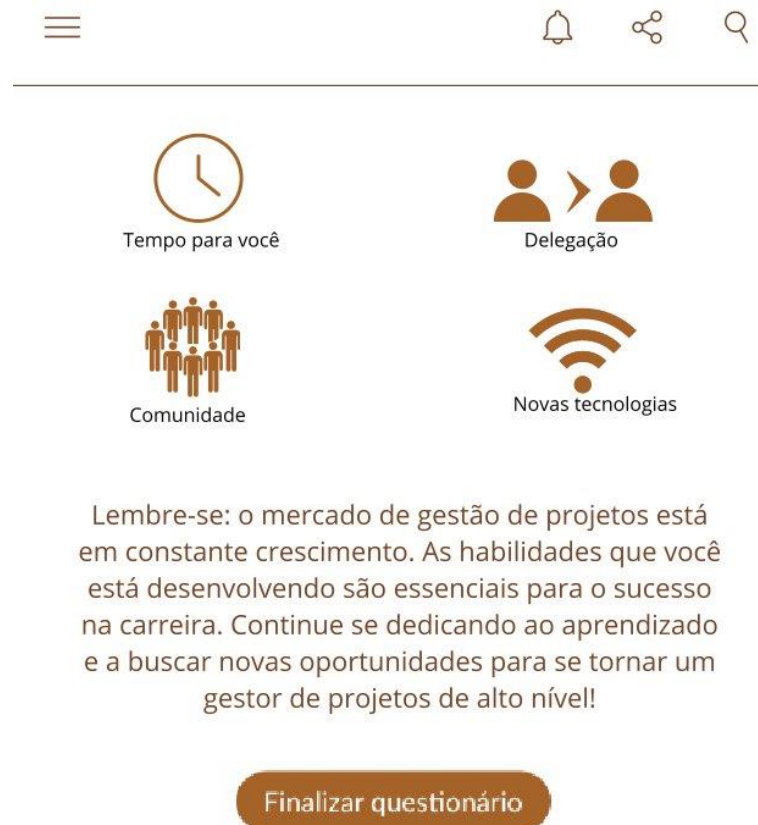 Tempo para você
Delegação
Comunidade
Novas tecnologias
Lembre-se: o mercado de gestão de projetos está
em constante crescimento. As habilidades que você
está desenvolvendo são essenciais para o sucesso
na carreira. Continue se dedicando ao aprendizado
e a buscar novas oportunidades para se tornar um
gestor de projetos de alto nível!
Finalizar questionário